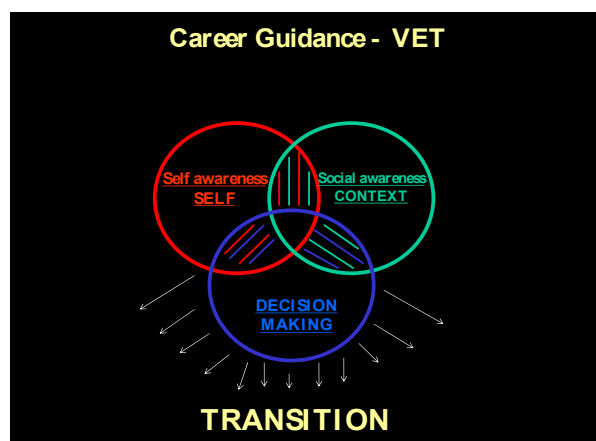 Career Guidance - VET
Self awareness
SELF
Social awareness
CONTEXT
DECISION
MAKING
TRANSITION